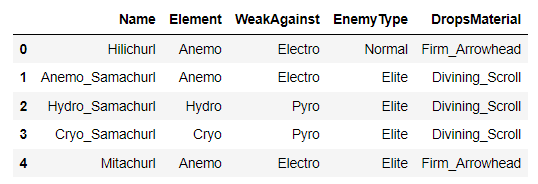 Name Element WeakAgainst EnemyType DropsMaterial
0 Hilichurl Anemo Electro Normal Firm_Arrowhead
1 Anemo_Samachurl Anemo Electro Elite Divining_Scroll
2 Hydro_Samachurl Hydro Pyro Elite Divining_Scroll
3 Cryo_Samachurl Cryo Pyro Elite Divining_Scroll
4 Mitachurl Anemo Electro Elite Firm_Arrowhead